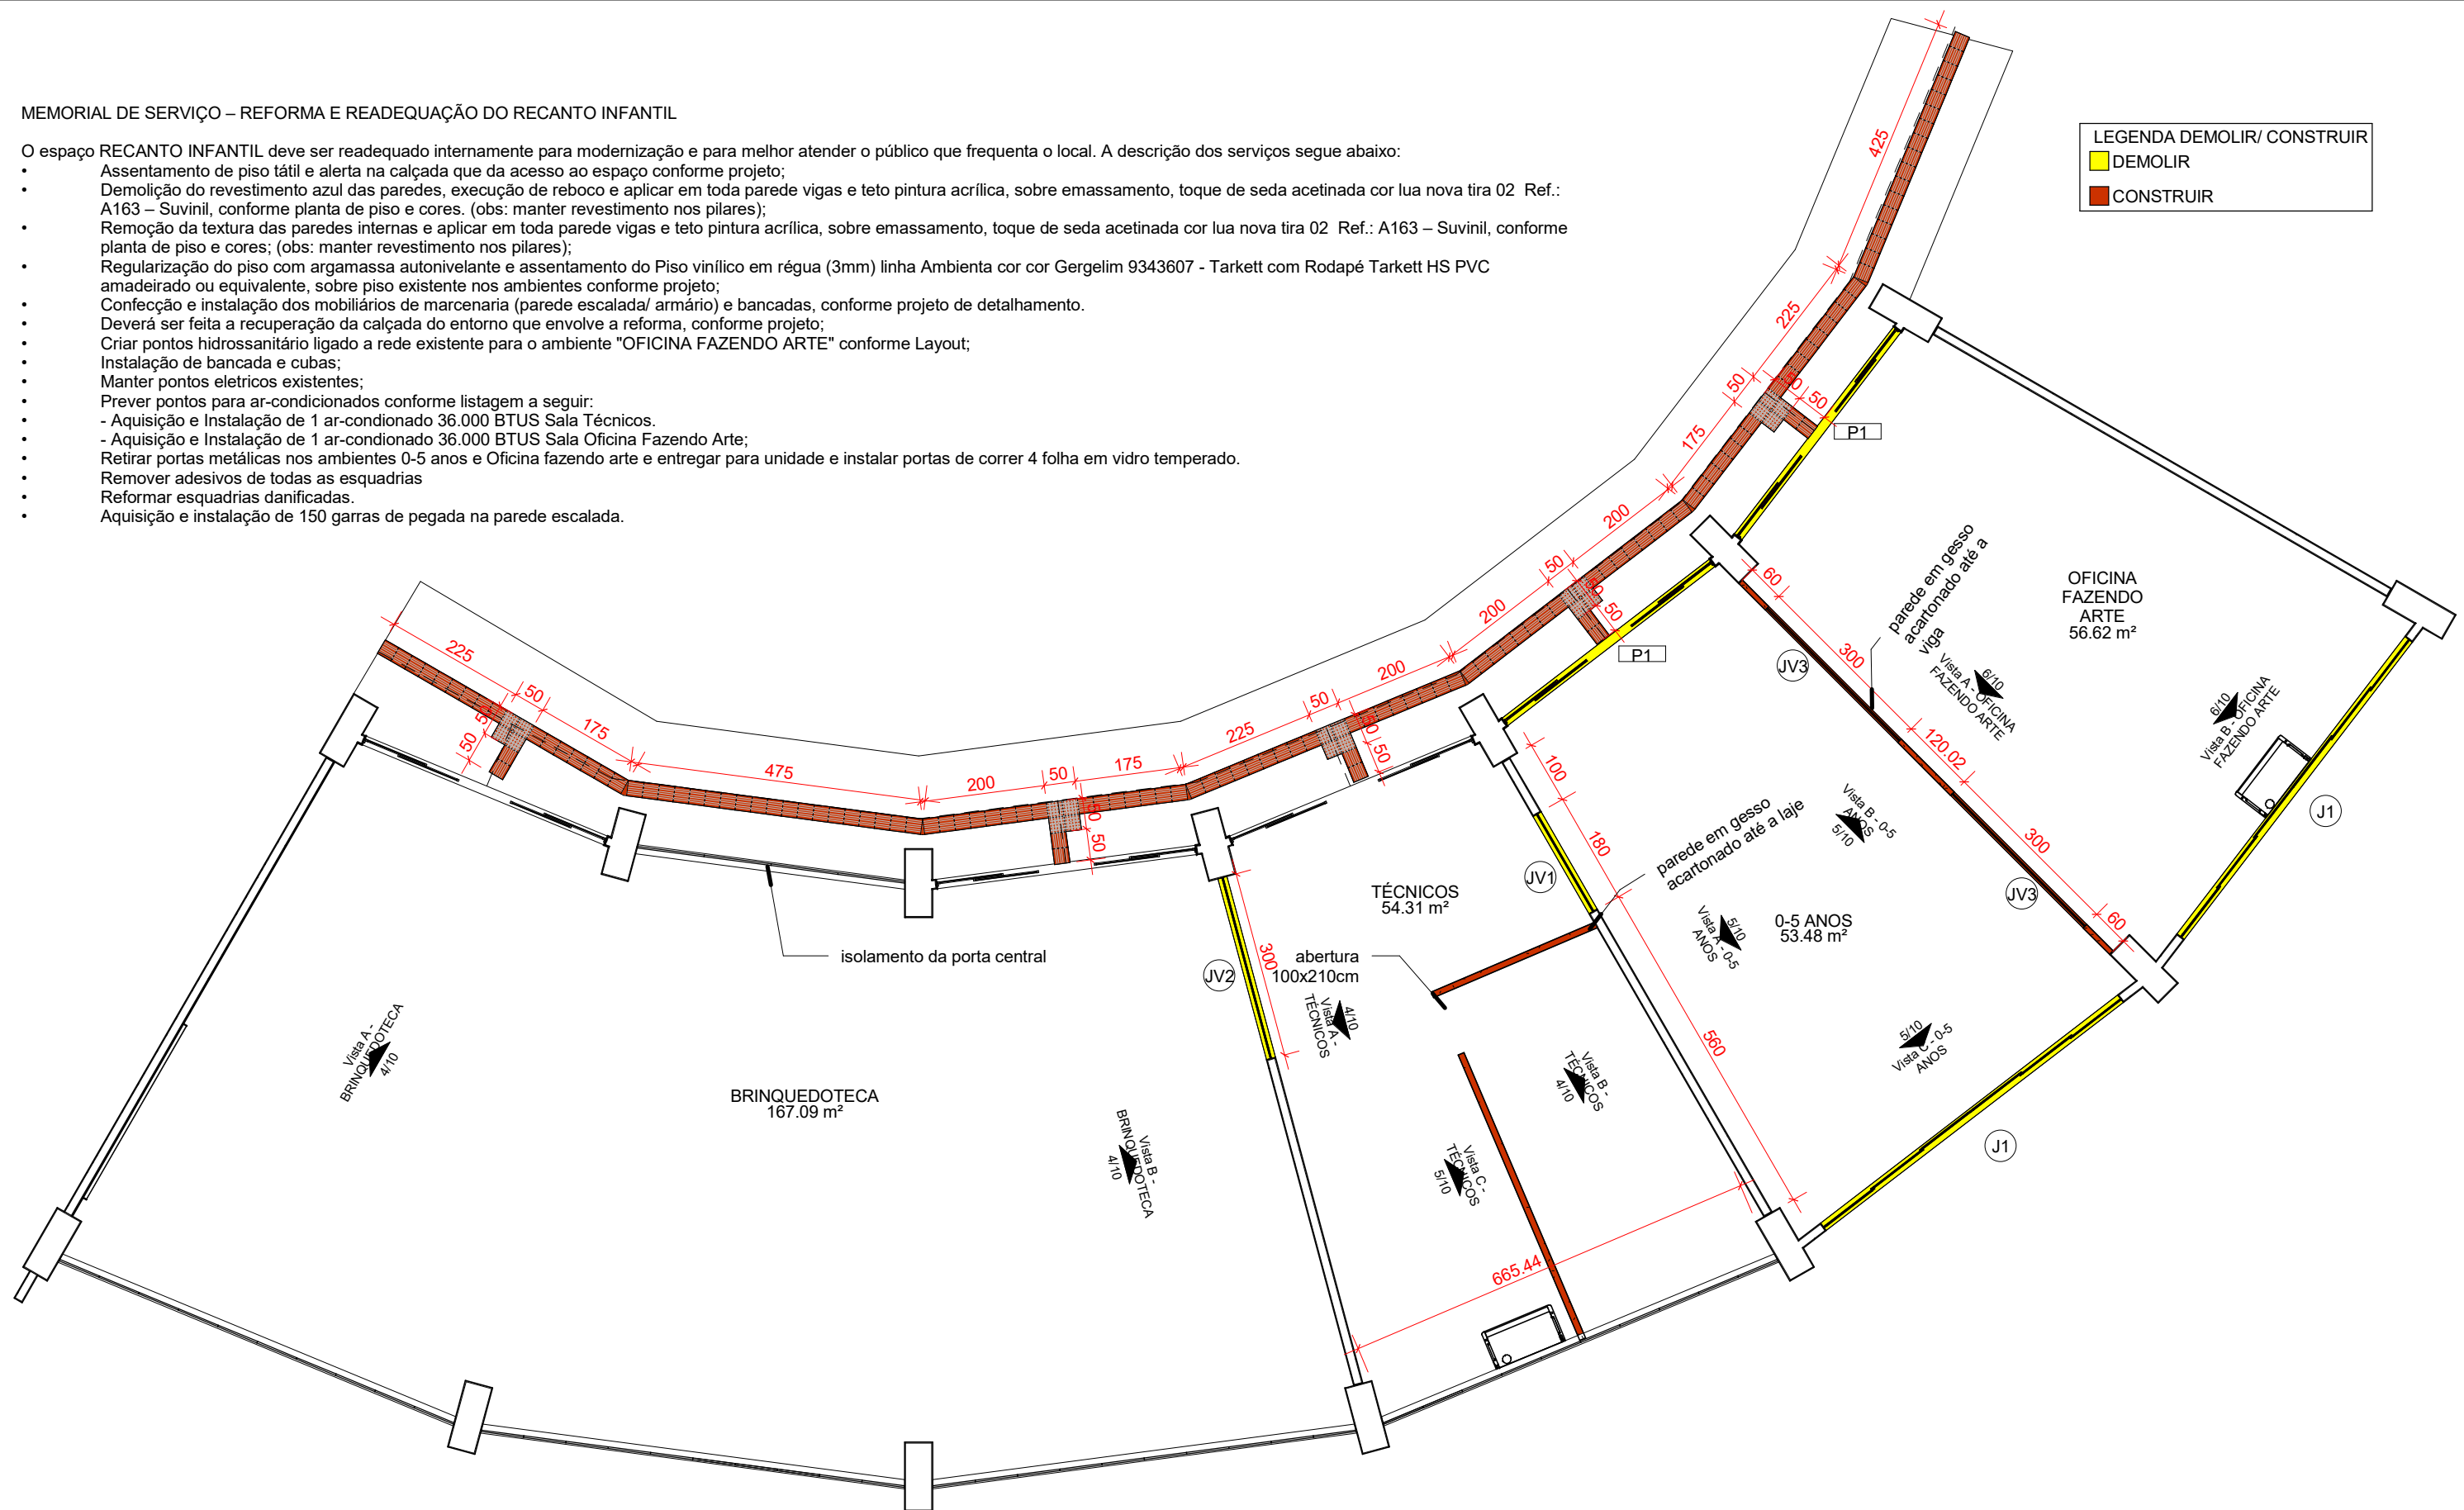 MEMORIAL DE SERVIÇO – REFORMA E READEQUAÇÃO DO RECANTO INFANTIL
O espaço RECANTO INFANTIL deve ser readequado internamente para modernização e para melhor atender o público que frequenta o local. A descrição dos serviços segue abaixo:
• Assentamento de piso tátil e alerta na calçada que da acesso ao espaço conforme projeto;
• Demolição do revestimento azul das paredes, execução de reboco e aplicar em toda parede vigas e teto pintura acrílica, sobre emassamento, toque de seda acetinada cor lua nova tira 02 Ref.:
A163 – Suvinil, conforme planta de piso e cores. (obs: manter revestimento nos pilares);
• Remoção da textura das paredes internas e aplicar em toda parede vigas e teto pintura acrílica, sobre emassamento, toque de seda acetinada cor lua nova tira 02 Ref.: A163 – Suvinil, conforme
planta de piso e cores; (obs: manter revestimento nos pilares);
• Regularização do piso com argamassa autonivelante e assentamento do Piso vinílico em régua (3mm) linha Ambienta cor cor Gergelim 9343607 - Tarkett com Rodapé Tarkett HS PVC
amadeirado ou equivalente, sobre piso existente nos ambientes conforme projeto;
• Confecção e instalação dos mobiliários de marcenaria (parede escalada/ armário) e bancadas, conforme projeto de detalhamento.
• Deverá ser feita a recuperação da calçada do entorno que envolve a reforma, conforme projeto;
• Criar pontos hidrossanitário ligado a rede existente para o ambiente "OFICINA FAZENDO ARTE" conforme Layout;
• Instalação de bancada e cubas;
• Manter pontos eletricos existentes;
• Prever pontos para ar-condicionados conforme listagem a seguir:
• - Aquisição e Instalação de 1 ar-condionado 36.000 BTUS Sala Técnicos.
• - Aquisição e Instalação de 1 ar-condionado 36.000 BTUS Sala Oficina Fazendo Arte;
• Retirar portas metálicas nos ambientes 0-5 anos e Oficina fazendo arte e entregar para unidade e instalar portas de correr 4 folha em vidro temperado.
• Remover adesivos de todas as esquadrias
• Reformar esquadrias danificadas.
• Aquisição e instalação de 150 garras de pegada na parede escalada.
LEGENDA DEMOLIR/ CONSTRUIR
DEMOLIR
CONSTRUIR
425
225
50
50
50
175
P1
200
50
50
50
200
P1
200
50
50
50
225
175
50
50
50
200
475
175
50
50
50
225
60
300
120.02
300
60
JV3
JV3
parede em gesso
acartonado até a
viga
OFICINA
FAZENDO
ARTE
56.62 m²
6/10
Vista A - OFICINA
FAZENDO ARTE
6/10
Vista B - OFICINA
FAZENDO ARTE
J1
100
180
560
JV1
parede em gesso
acartonado até a laje
Vista B - 0-5
ANOS
5/10
5/10
Vista A - 0-5
ANOS
0-5 ANOS
53.48 m²
5/10
Vista C - 0-5
ANOS
J1
TÉCNICOS
54.31 m²
abertura
100x210cm
300
JV2
4/10
Vista A -
TÉCNICOS
Vista B -
TÉCNICOS
4/10
Vista C -
TÉCNICOS
5/10
665.44
isolamento da porta central
Vista A -
BRINQUEDOTECA
4/10
BRINQUEDOTECA
167.09 m²
Vista B -
BRINQUEDOTECA
4/10